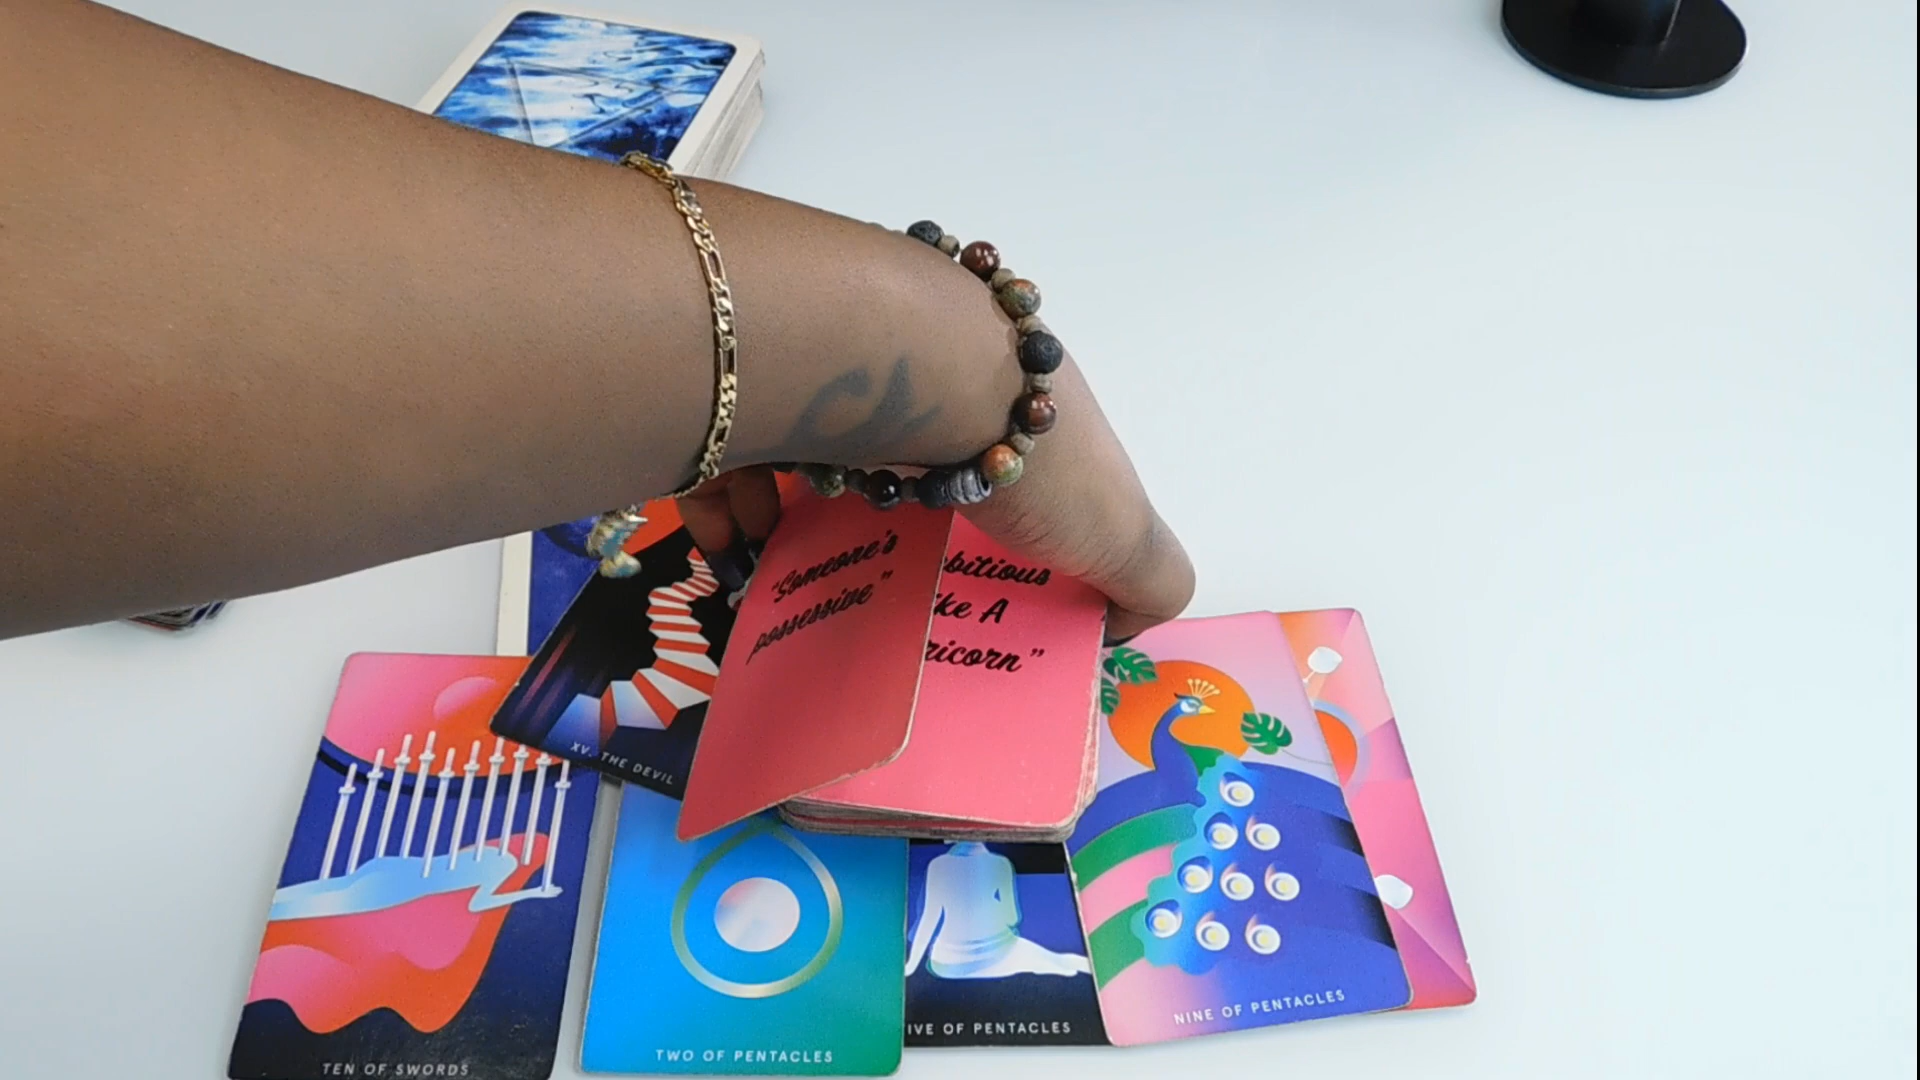 "Someone's
possessive"
bitious
ke A
ricorn"
XV. THE DEVIL
TEN OF SWORDS
TWO OF PENTACLES
IVE OF PENTACLES
NINE OF PENTACLES